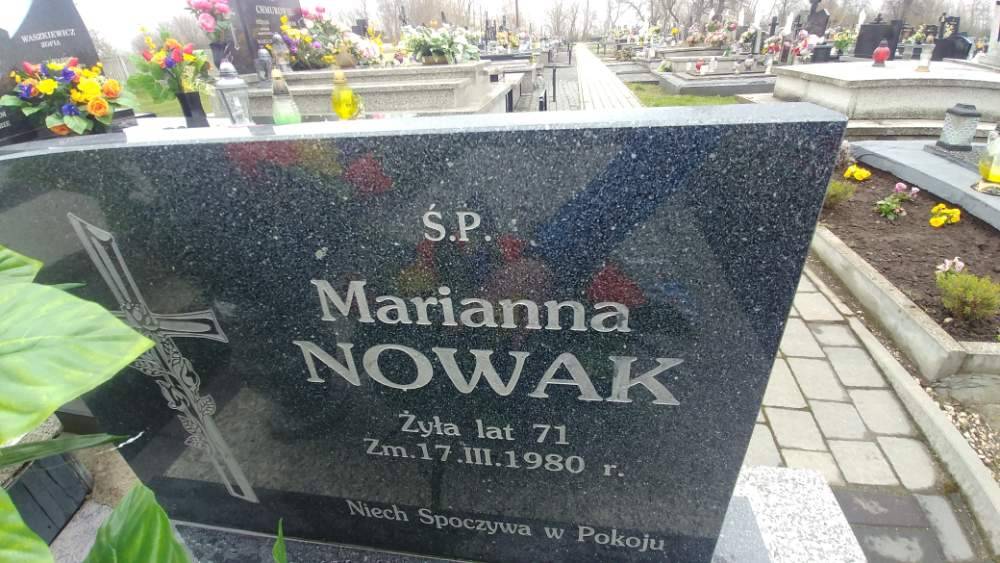 WASZKIEWICZ
ZOFIA
Ś.P.
Marianna
NOWAK
Żyła lat 71
Zm.17.III.1980 r.
Niech Spoczywa w Pokoju